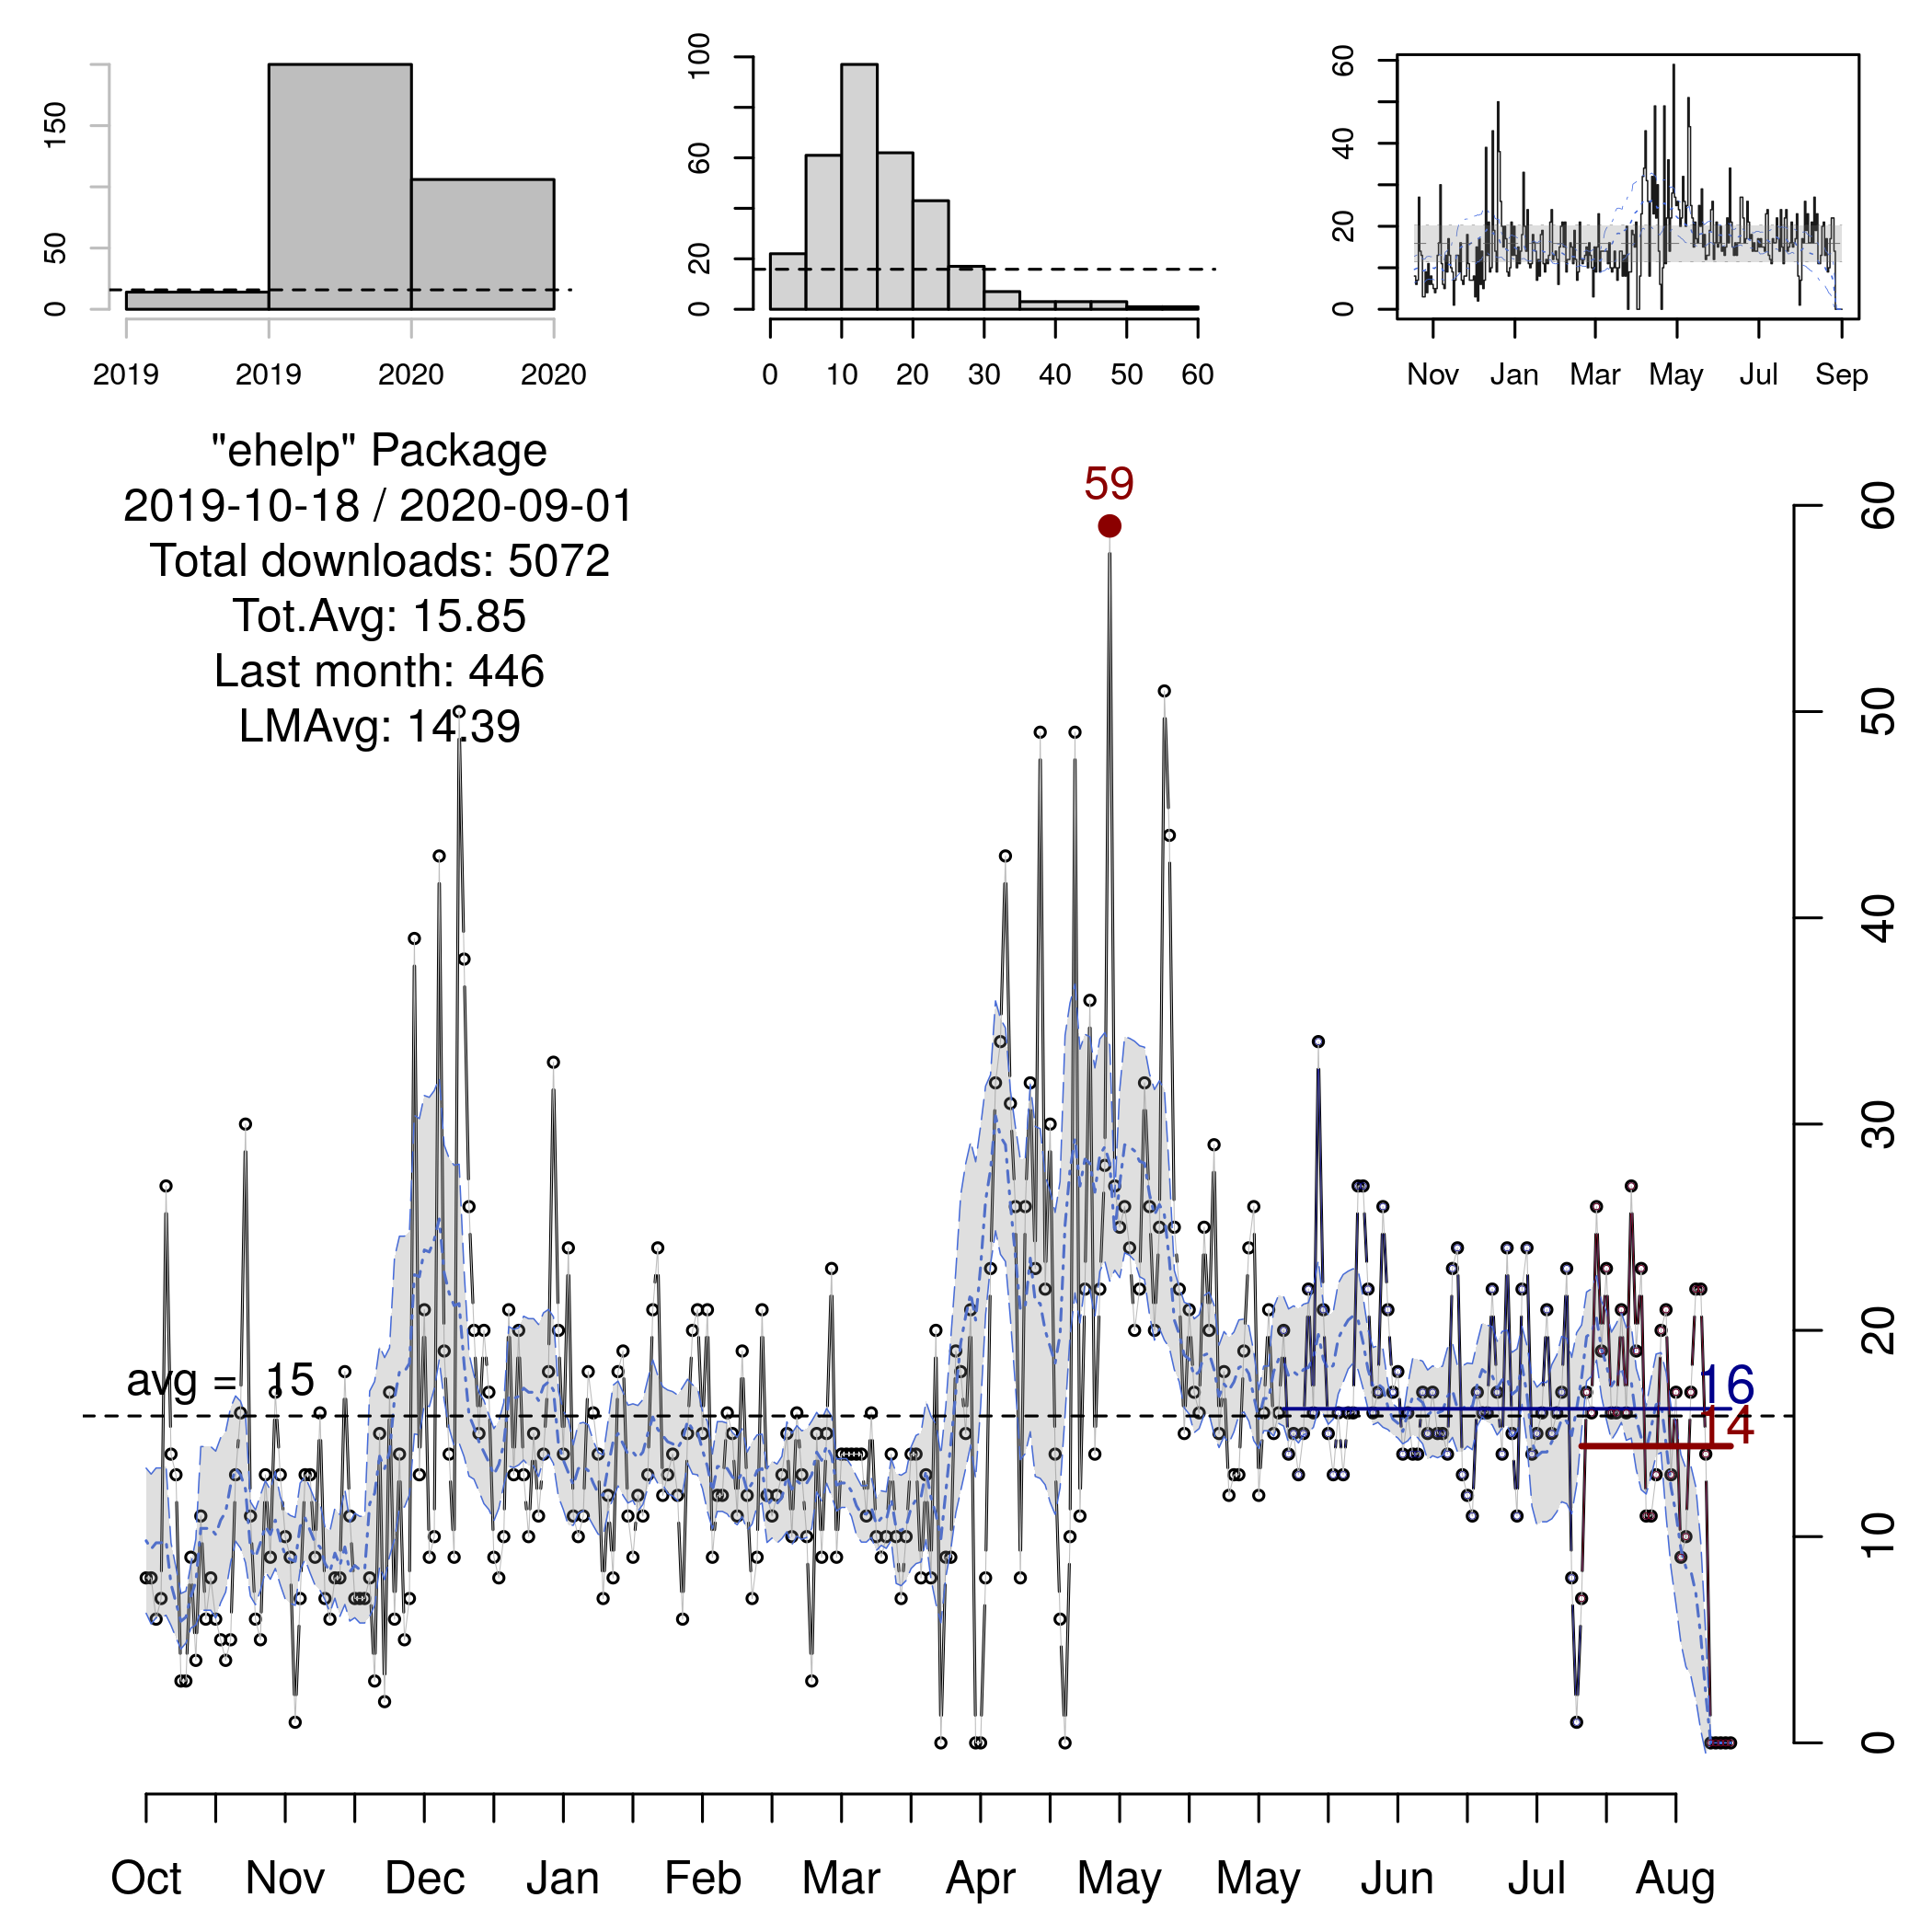 150
50
0
2019 2019 2020 2020
100
60
20
0
0 10 20 30 40 50 60
60
40
20
0
Nov Jan Mar May Jul Sep
"ehelp" Package
2019-10-18 / 2020-09-01
Total downloads: 5072
Tot.Avg: 15.85
Last month: 446
LMAvg: 14.39
59
avg = 15
16
14
60
50
40
30
20
10
0
Oct Nov Dec Jan Feb Mar Apr May May Jun Jul Aug